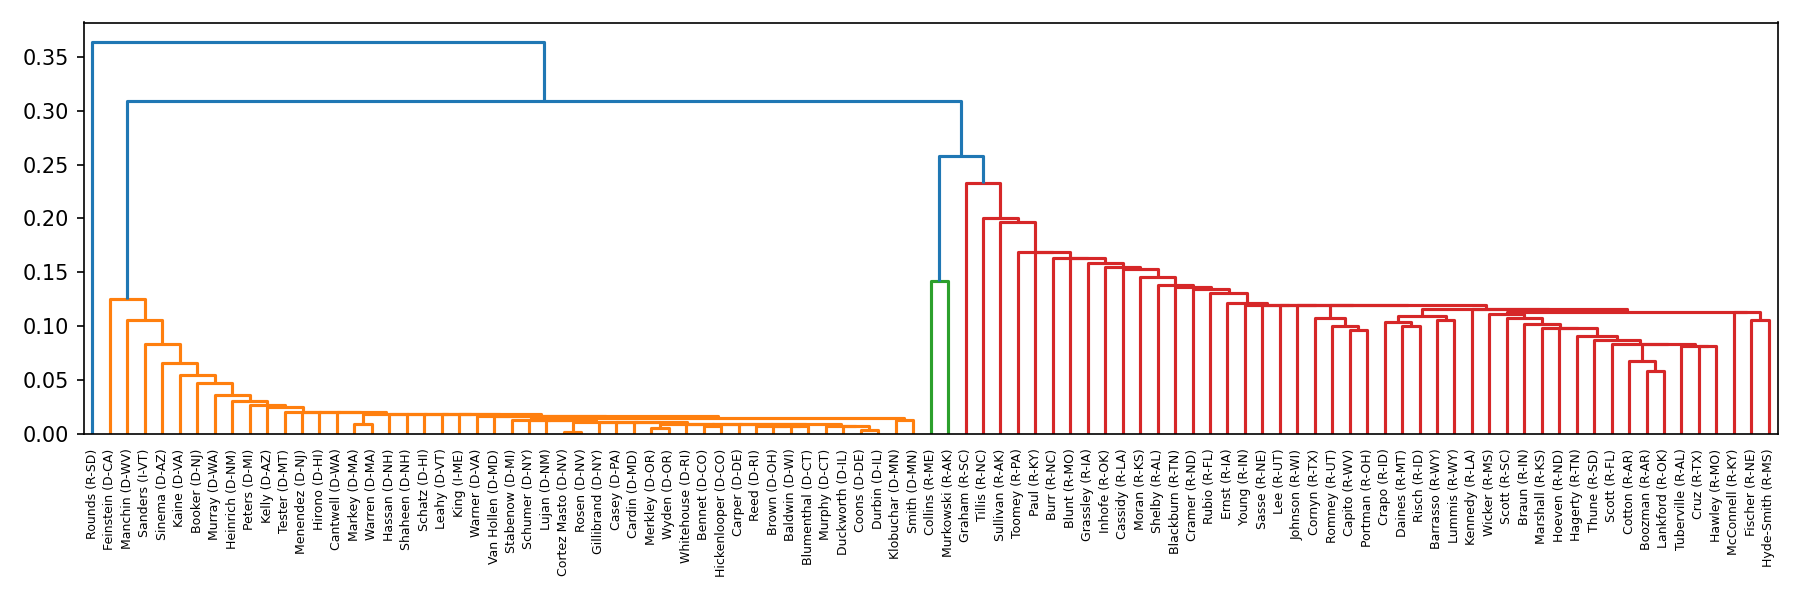 0.35
0.30
0.25
0.20
0.15
0.10
0.05
0.00
Rounds (R-SD)
Feinstein (D-CA)
Manchin (D-WV)
Sanders (I-VT)
Sinema (D-AZ)
Kaine (D-VA)
Booker (D-NJ)
Murray (D-WA)
Heinrich (D-NM)
Peters (D-MI)
Kelly (D-AZ)
Tester (D-MT)
Menendez (D-NJ)
Hirono (D-HI)
Cantwell (D-WA)
Markey (D-MA)
Warren (D-MA)
Hassan (D-NH)
Shaheen (D-NH)
Schatz (D-HI)
Leahy (D-VT)
King (I-ME)
Warner (D-VA)
Van Hollen (D-MD)
Stabenow (D-MI)
Schumer (D-NY)
Lujan (D-NM)
Cortez Masto (D-NV)
Rosen (D-NV)
Gillibrand (D-NY)
Casey (D-PA)
Cardin (D-MD)
Merkley (D-OR)
Wyden (D-OR)
Whitehouse (D-RI)
Bennet (D-CO)
Hickenlooper (D-CO)
Carper (D-DE)
Reed (D-RI)
Brown (D-OH)
Baldwin (D-WI)
Blumenthal (D-CT)
Murphy (D-CT)
Duckworth (D-IL)
Coons (D-DE)
Durbin (D-IL)
Klobuchar (D-MN)
Smith (D-MN)
Collins (R-ME)
Murkowski (R-AK)
Graham (R-SC)
Tillis (R-NC)
Sullivan (R-AK)
Toomey (R-PA)
Paul (R-KY)
Burr (R-NC)
Blunt (R-MO)
Grassley (R-IA)
Inhofe (R-OK)
Cassidy (R-LA)
Moran (R-KS)
Shelby (R-AL)
Blackburn (R-TN)
Cramer (R-ND)
Rubio (R-FL)
Ernst (R-IA)
Young (R-IN)
Sasse (R-NE)
Lee (R-UT)
Johnson (R-WI)
Cornyn (R-TX)
Romney (R-UT)
Capito (R-WV)
Portman (R-OH)
Crapo (R-ID)
Daines (R-MT)
Risch (R-ID)
Barrasso (R-WY)
Lummis (R-WY)
Kennedy (R-LA)
Wicker (R-MS)
Scott (R-SC)
Braun (R-IN)
Marshall (R-KS)
Hoeven (R-ND)
Hagerty (R-TN)
Thune (R-SD)
Scott (R-FL)
Cotton (R-AR)
Boozman (R-AR)
Lankford (R-OK)
Tuberville (R-AL)
Cruz (R-TX)
Hawley (R-MO)
McConnell (R-KY)
Fischer (R-NE)
Hyde-Smith (R-MS)